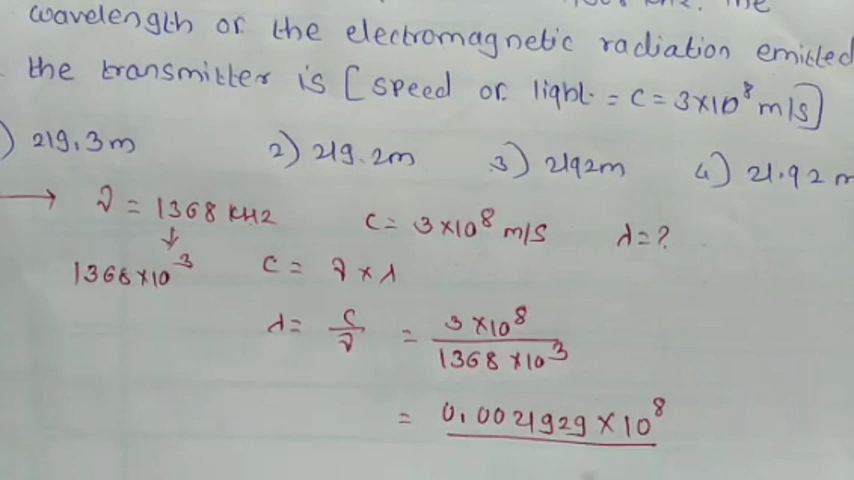 wavelength of the electromagnetic radiation emitted
the transmitter is [speed of light = c = 3×10⁸ m/s]
) 219.3m 2) 219.2m 3) 2192m 4) 21.92 m
→ ν = 1368 KHZ C = 3×10⁸ m/s λ = ?
↓
1368×10³ C = ν × λ
λ = C/ν = 3×10⁸/1368×10³
= 0.0021929×10⁸